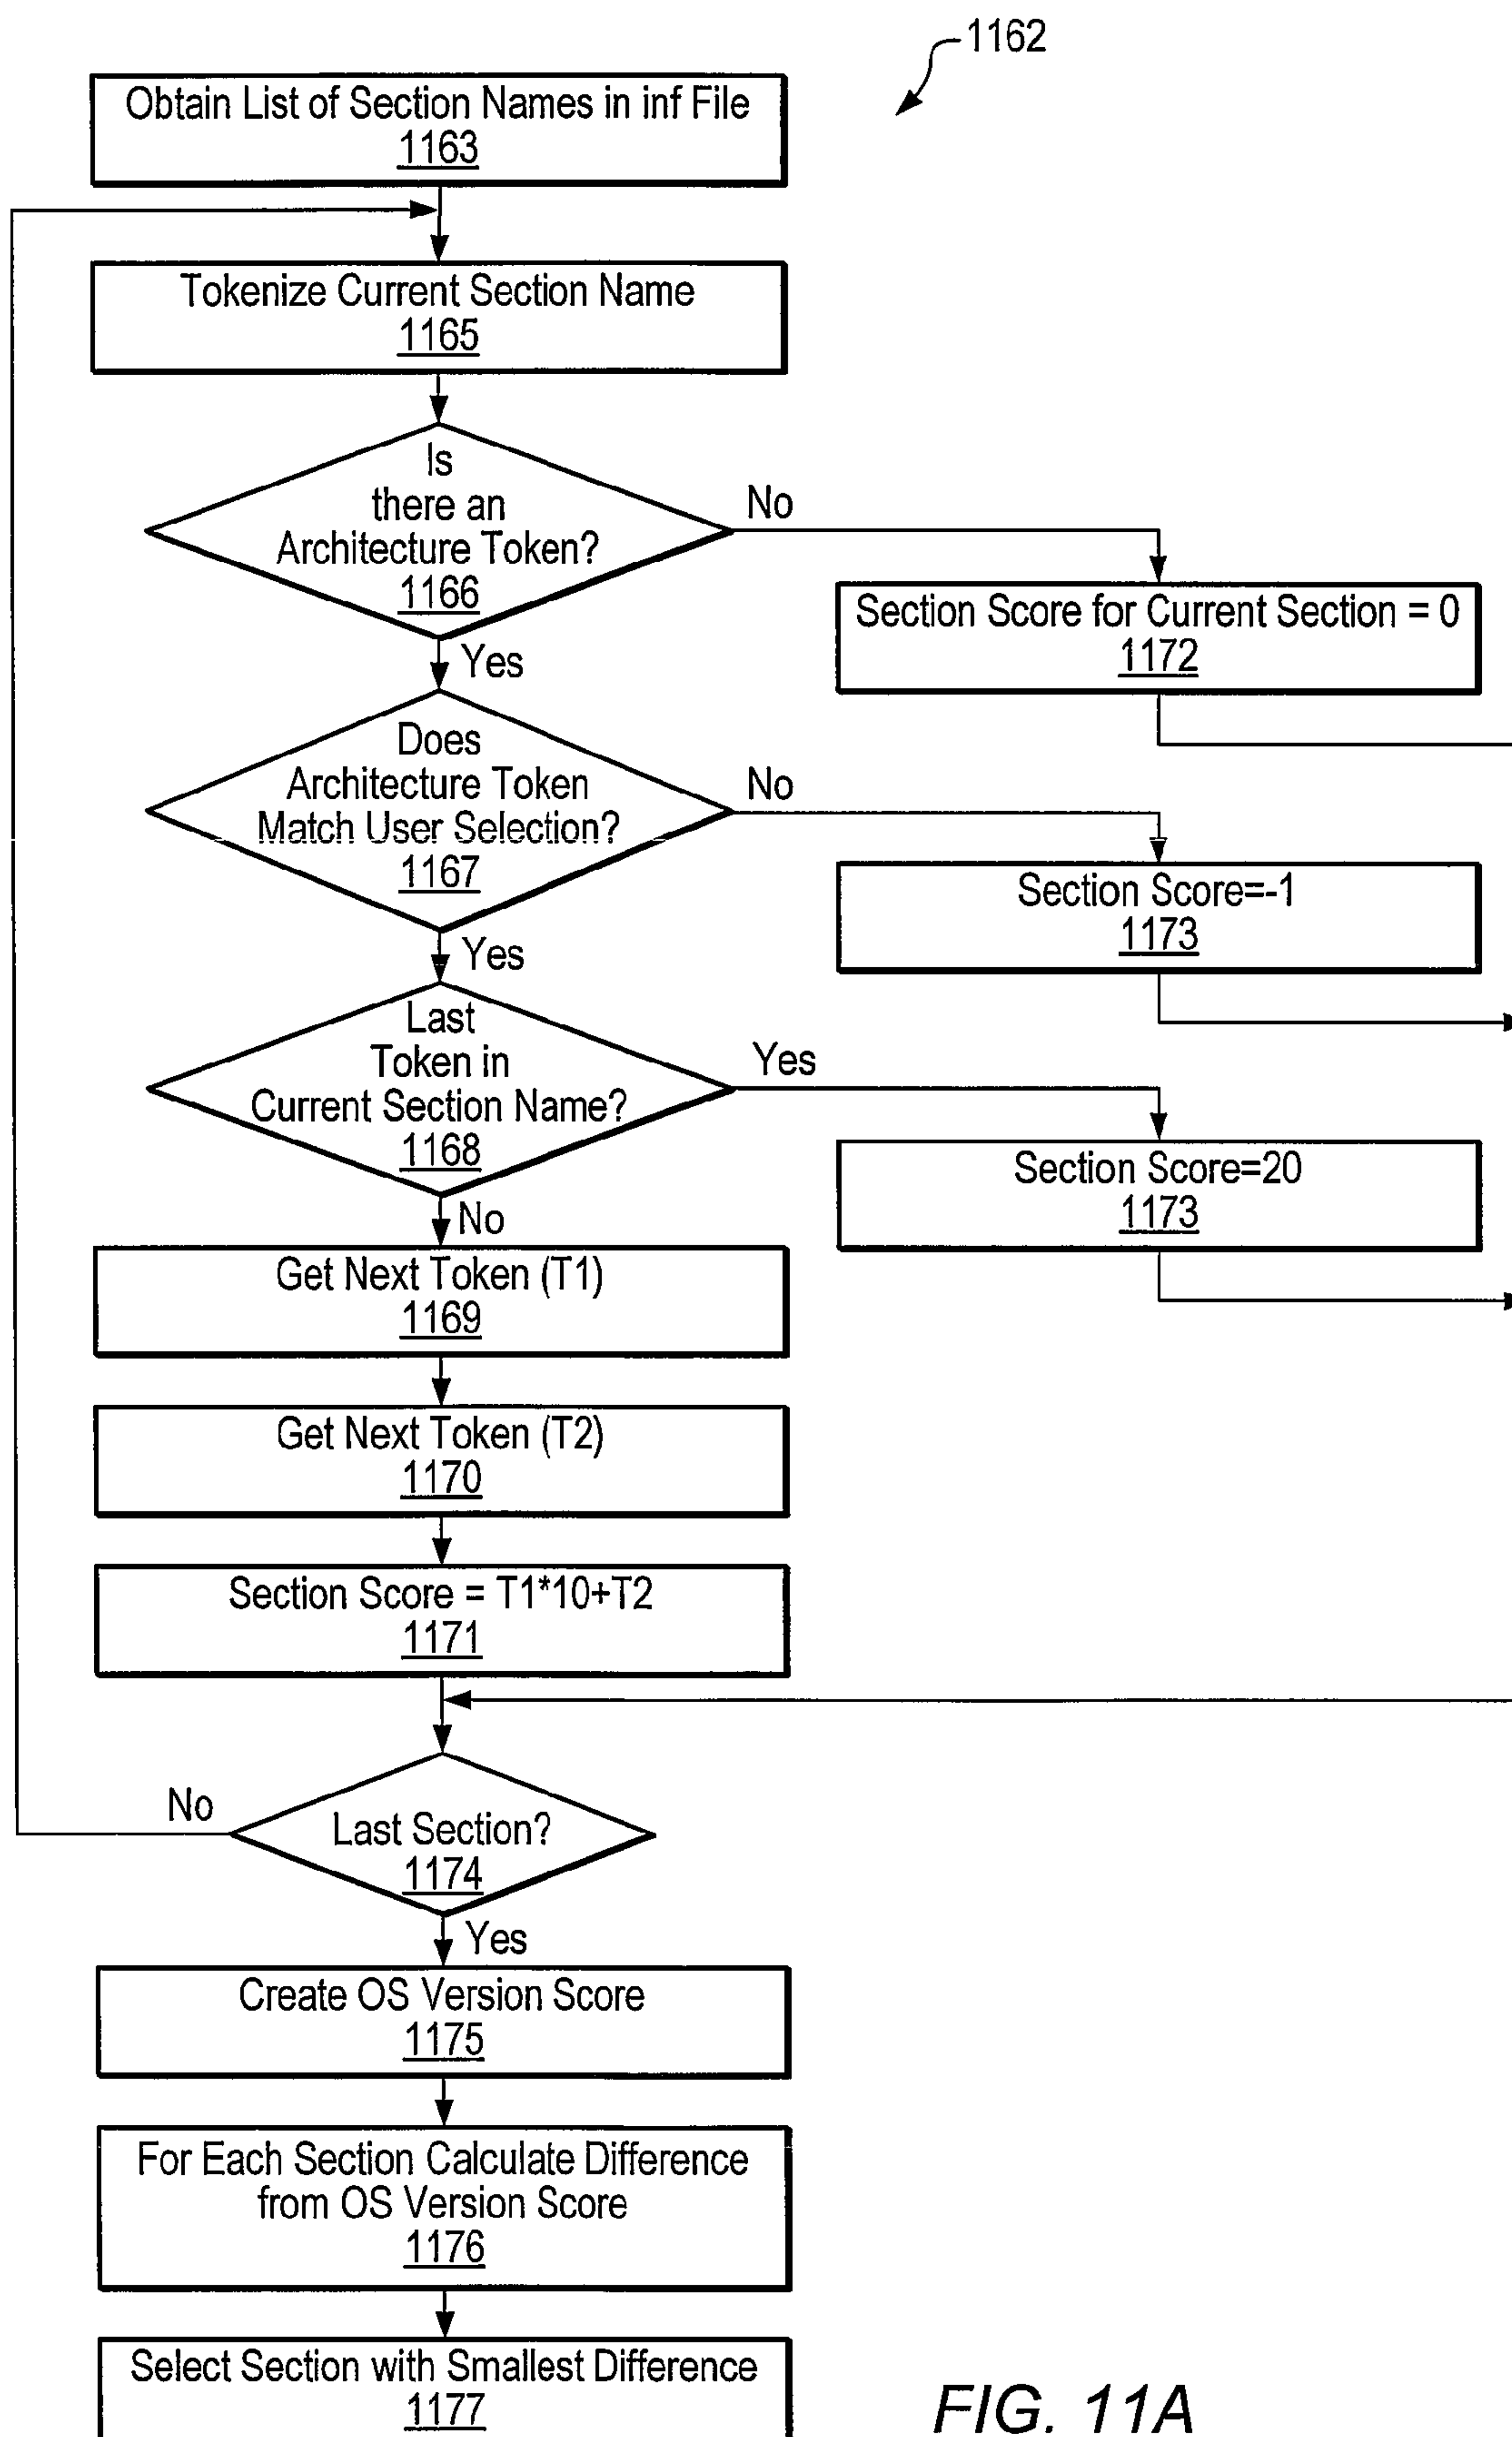 1162
Obtain List of Section Names in inf File
1163
Tokenize Current Section Name
1165
Is
there an
Architecture Token?
1166
No
Section Score for Current Section = 0
1172
Yes
Does
Architecture Token
Match User Selection?
1167
No
Section Score=-1
1173
Yes
Last
Token in
Current Section Name?
1168
Yes
Section Score=20
1173
No
Get Next Token (T1)
1169
Get Next Token (T2)
1170
Section Score = T1*10+T2
1171
No
Last Section?
1174
Yes
Create OS Version Score
1175
For Each Section Calculate Difference
from OS Version Score
1176
Select Section with Smallest Difference
1177
FIG. 11A